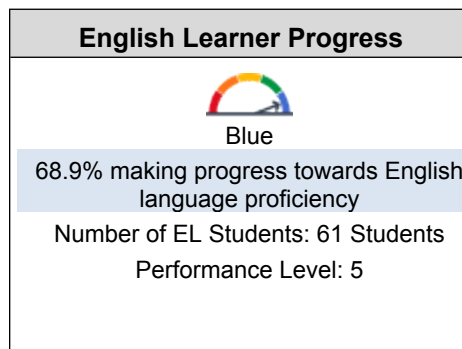 English Learner Progress
Blue
68.9% making progress towards English
language proficiency
Number of EL Students: 61 Students
Performance Level: 5